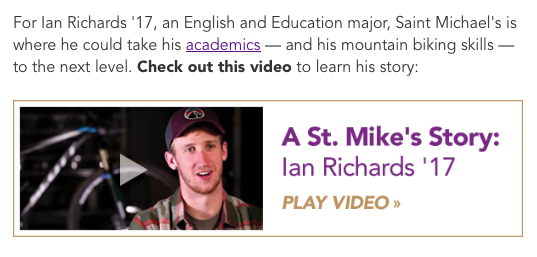 For Ian Richards '17, an English and Education major, Saint Michael's is
where he could take his academics — and his mountain biking skills —
to the next level. Check out this video to learn his story:
A St. Mike's Story:
Ian Richards '17
PLAY VIDEO »